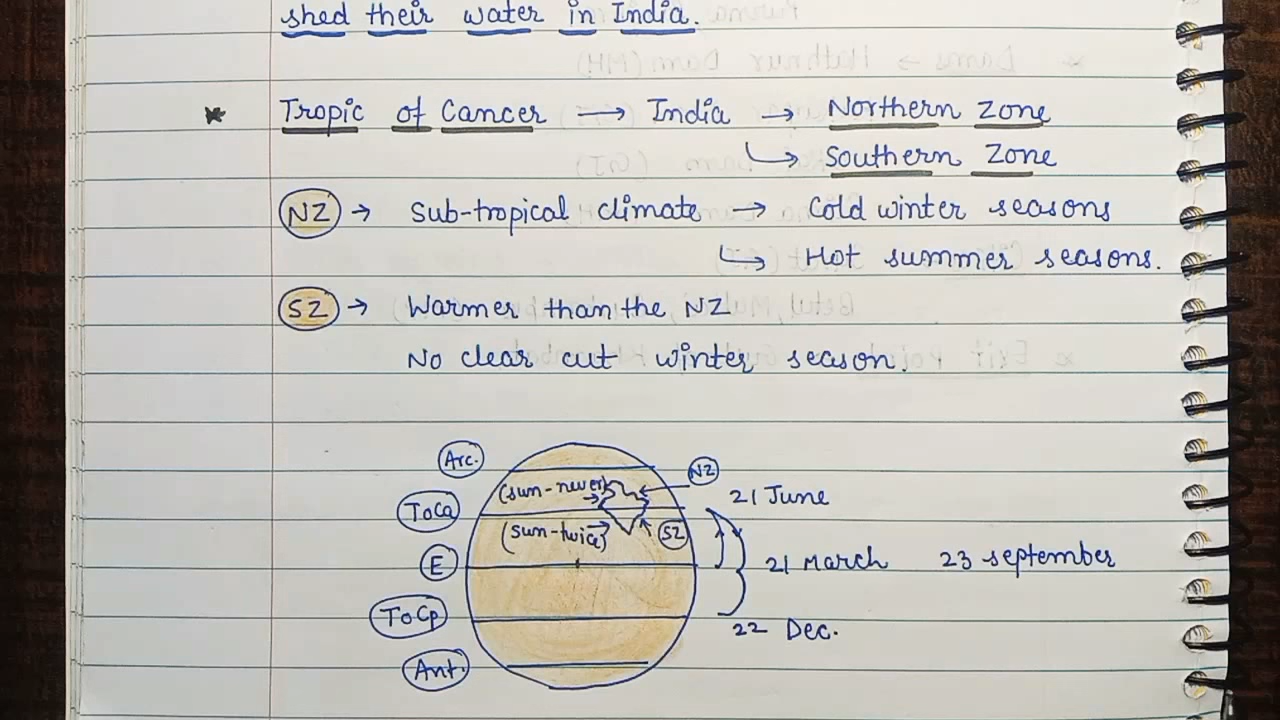 shed their water in India.
* Tropic of Cancer → India → Northern Zone
↳ Southern Zone
NZ → Sub-tropical climate → Cold winter seasons
↳ Hot summer seasons.
SZ → Warmer than the NZ
No clear cut winter season.
Arc.
NZ
(sun-never)
21 June
ToCa
(sun-twice)
SZ
E
21 March 23 september
ToCp
22 Dec.
Ant.